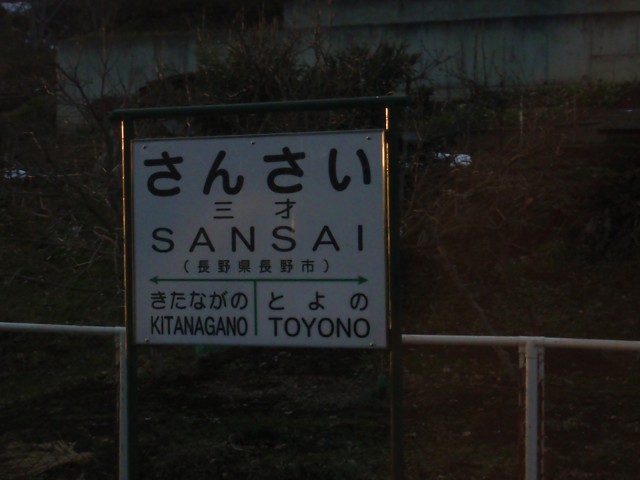 さんさい
三才
SANSAI
(長野県長野市)
きたながの とよの
KITANAGANO TOYONO